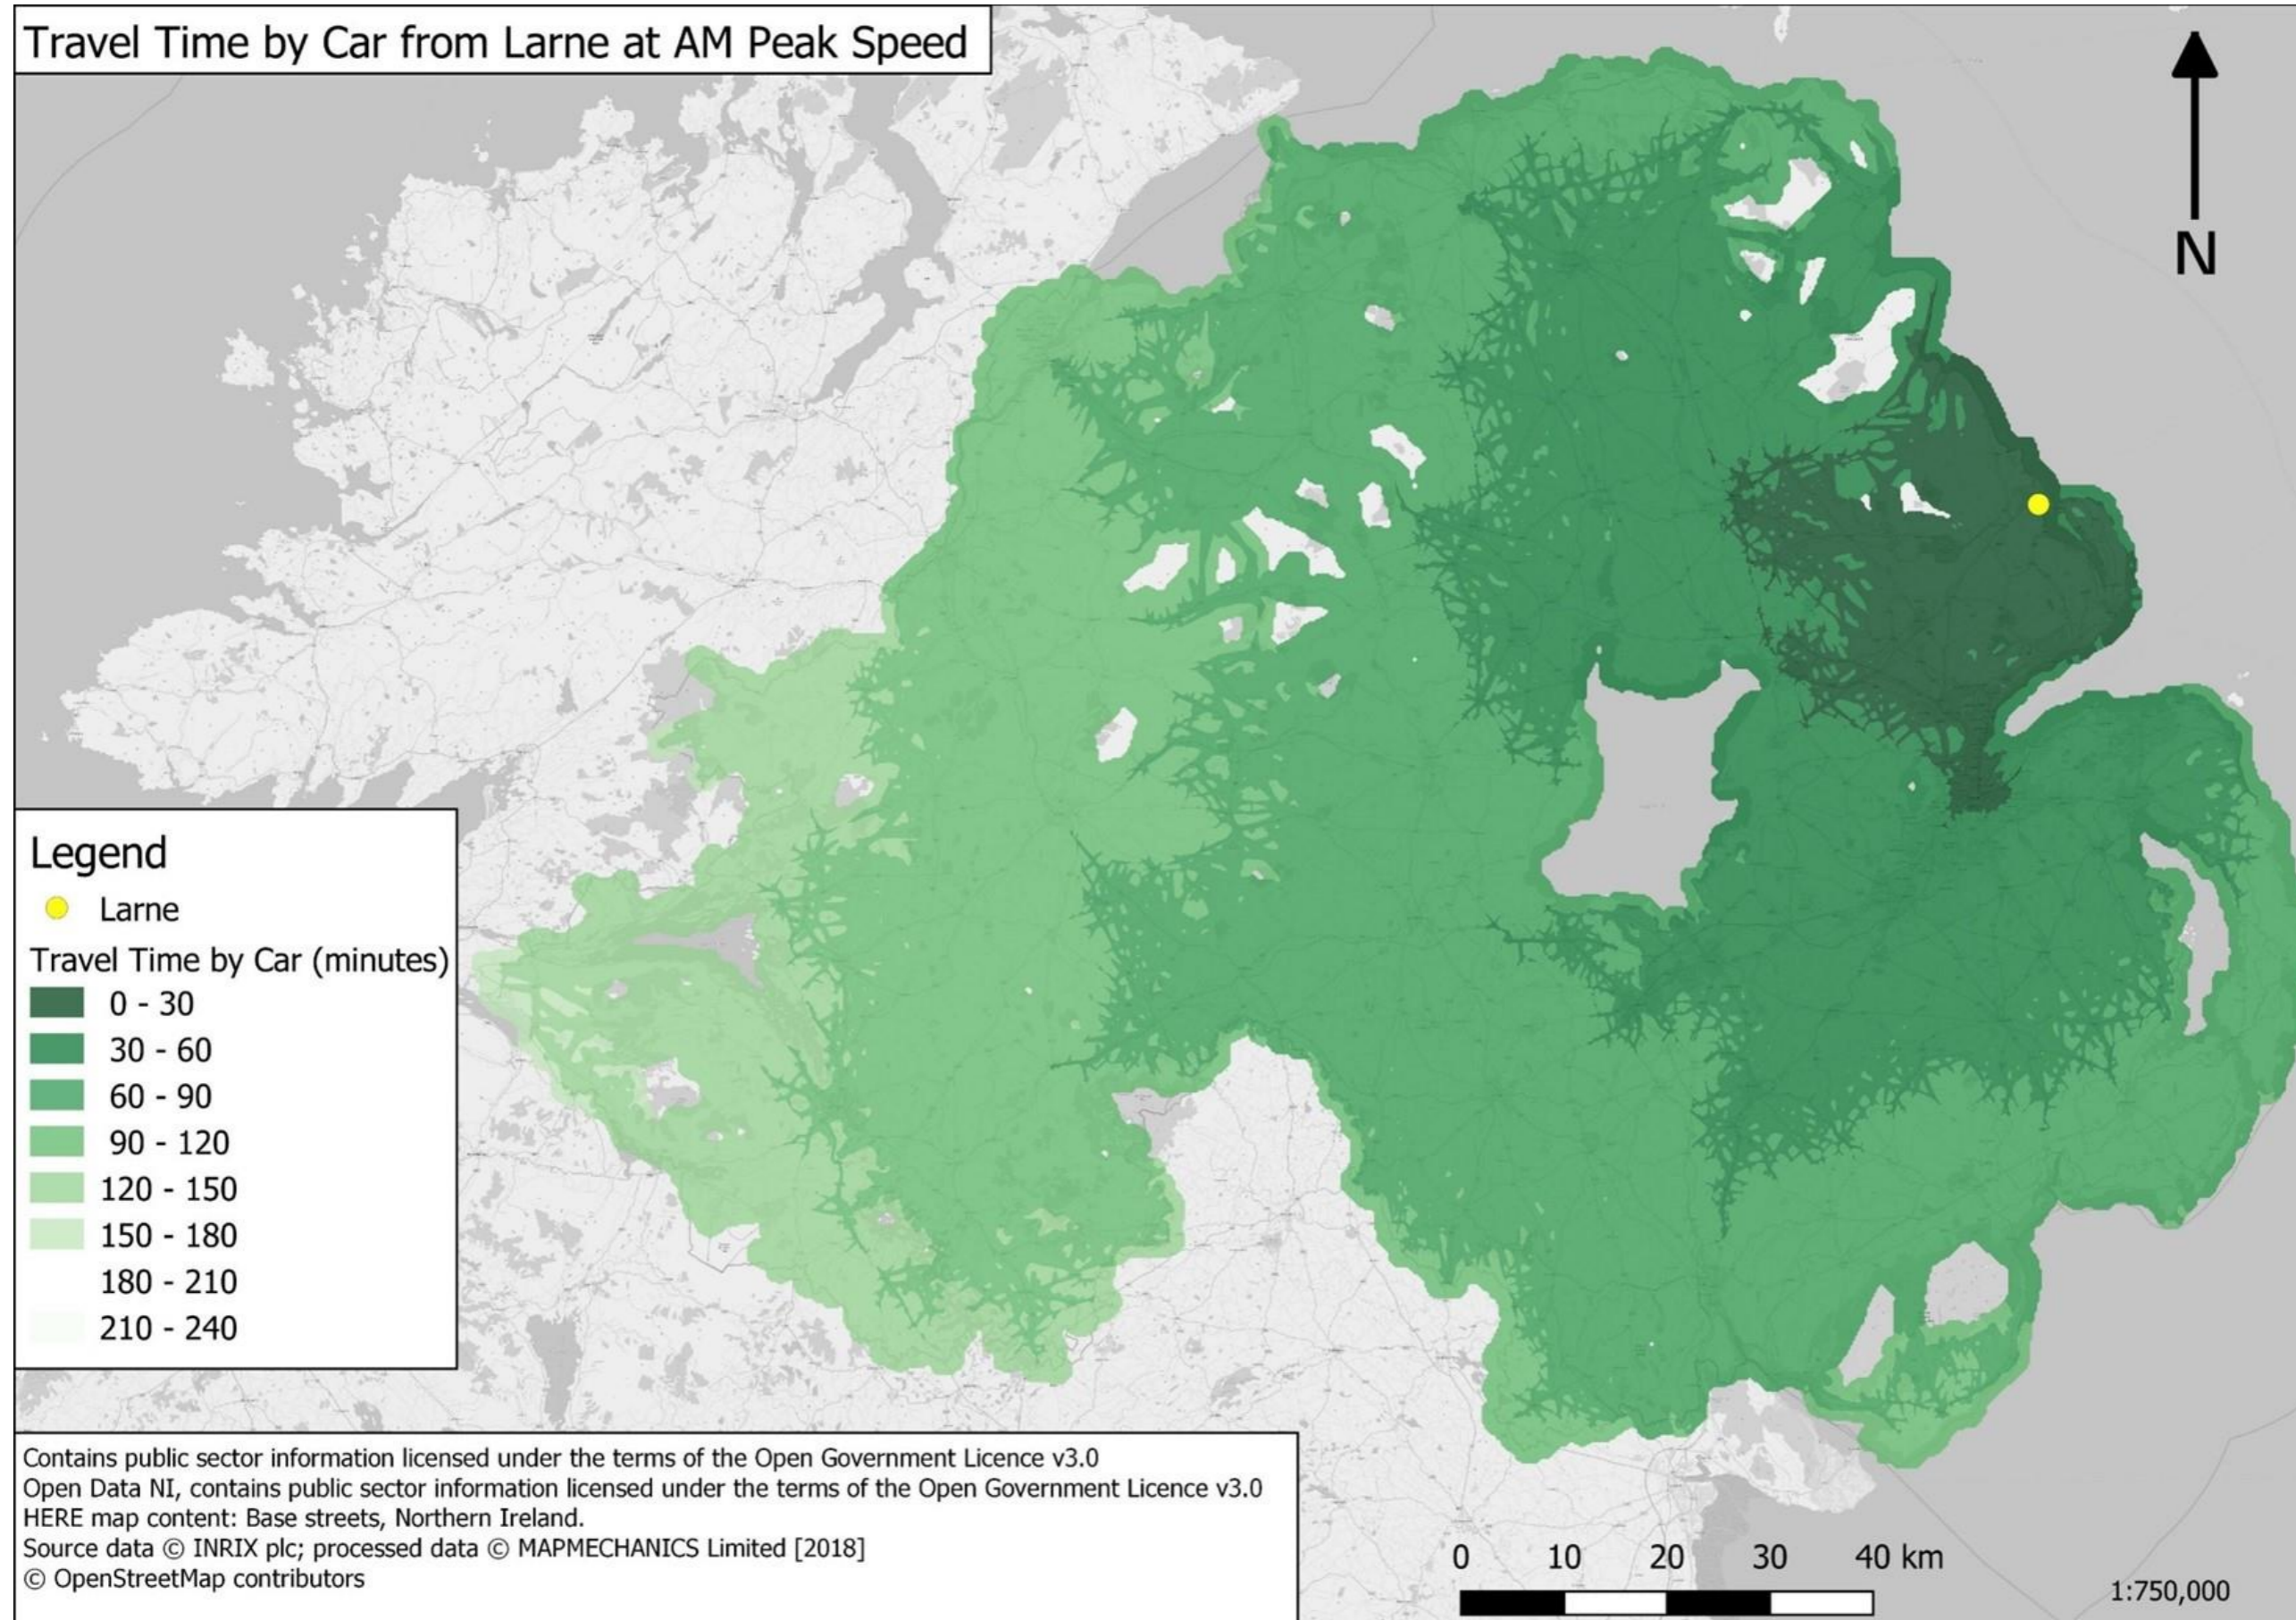 Travel Time by Car from Larne at AM Peak Speed
N
Legend
Larne
Travel Time by Car (minutes)
0 - 30
30 - 60
60 - 90
90 - 120
120 - 150
150 - 180
180 - 210
210 - 240
Contains public sector information licensed under the terms of the Open Government Licence v3.0
Open Data NI, contains public sector information licensed under the terms of the Open Government Licence v3.0
HERE map content: Base streets, Northern Ireland.
Source data © INRIX plc; processed data © MAPMECHANICS Limited [2018]
© OpenStreetMap contributors
0 10 20 30 40 km
1:750,000